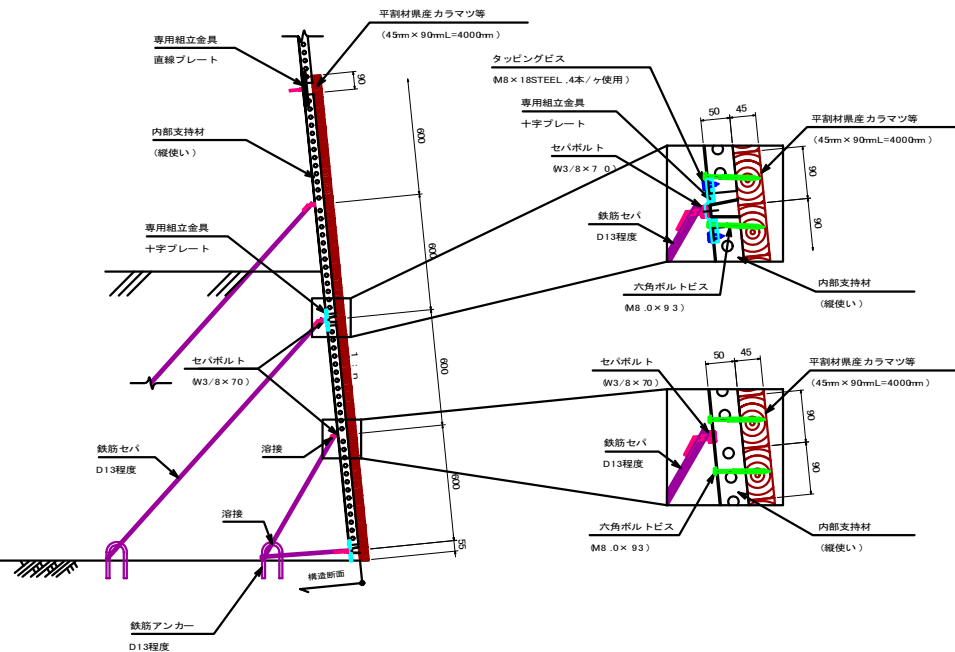 平割材県産カラマツ等
(45mm×90mmL=4000mm)
専用組立金具
直線プレート
90
600
内部支持材
(縦使い)
専用組立金具
十字プレート
600
1:n
600
セパボルト
(W3/8×70)
鉄筋セパ
D13程度
溶接
600
溶接
55
構造断面
鉄筋アンカー
D13程度
タッピングビス
(M8×18STEEL.4本/ヶ使用)
専用組立金具
十字プレート
セパボルト
(W3/8×70)
50
45
平割材県産カラマツ等
(45mm×90mmL=4000mm)
90
90
鉄筋セパ
D13程度
六角ボルトビス
(M8.0×93)
内部支持材
(縦使い)
セパボルト
(W3/8×70)
50
45
平割材県産カラマツ等
(45mm×90mmL=4000mm)
90
90
鉄筋セパ
D13程度
六角ボルトビス
(M8.0×93)
内部支持材
(縦使い)